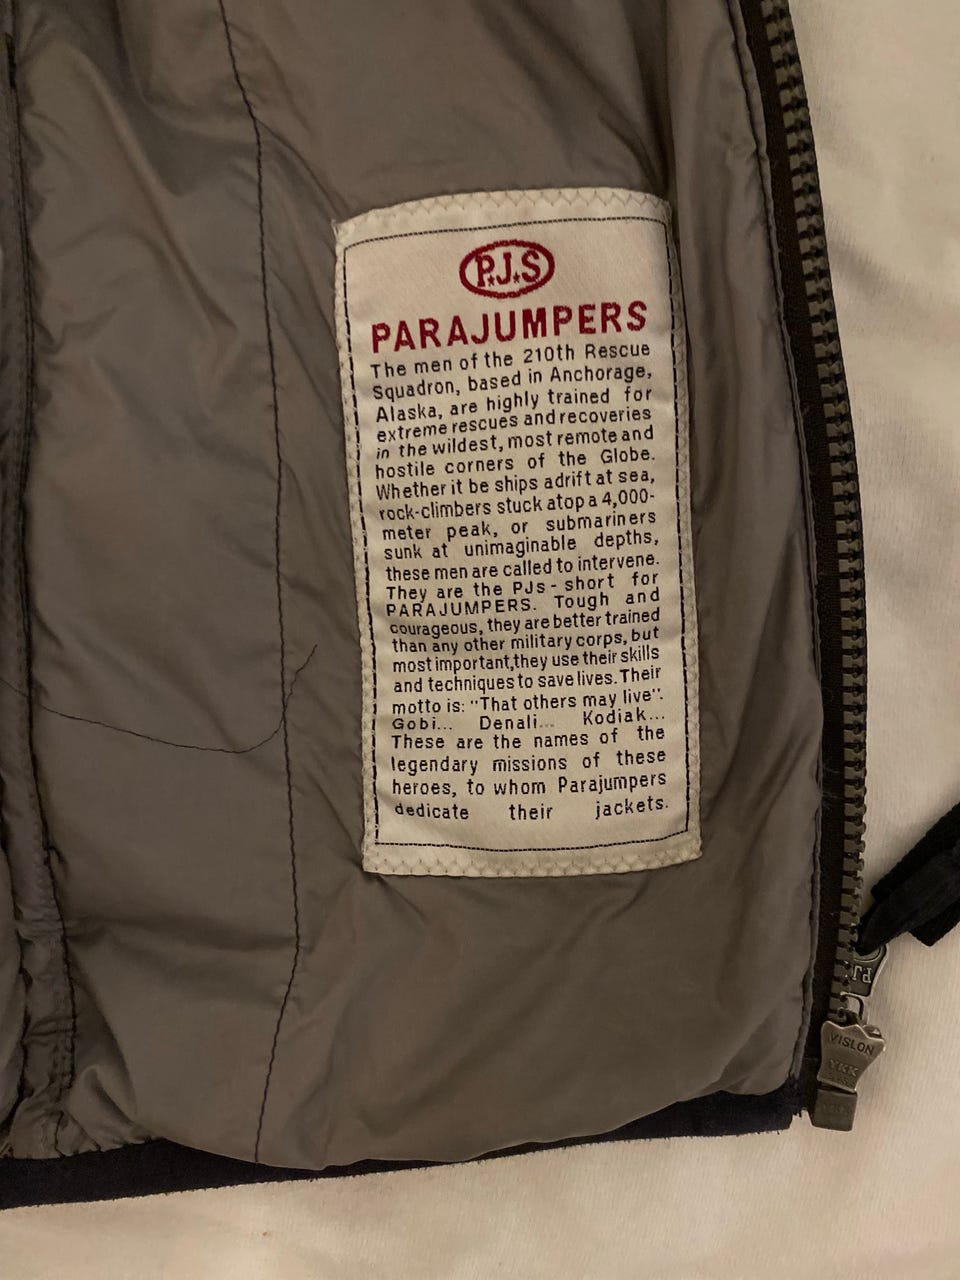 P.J.S
PARAJUMPERS
The men of the 210th Rescue
Squadron, based in Anchorage,
Alaska, are highly trained for
extreme rescues and recoveries
in the wildest, most remote and
hostile corners of the Globe.
Whether it be ships adrift at sea,
rock-climbers stuck atop a 4,000-
meter peak, or submariners
sunk at unimaginable depths,
these men are called to intervene.
They are the PJs - short for
PARAJUMPERS. Tough and
courageous, they are better trained
than any other military corps, but
most important,they use their skills
and techniques to save lives. Their
motto is: "That others may live".
Gobi... Denali... Kodiak...
These are the names of the
legendary missions of these
heroes, to whom Parajumpers
dedicate their jackets.
PJ
VISLON
YKK